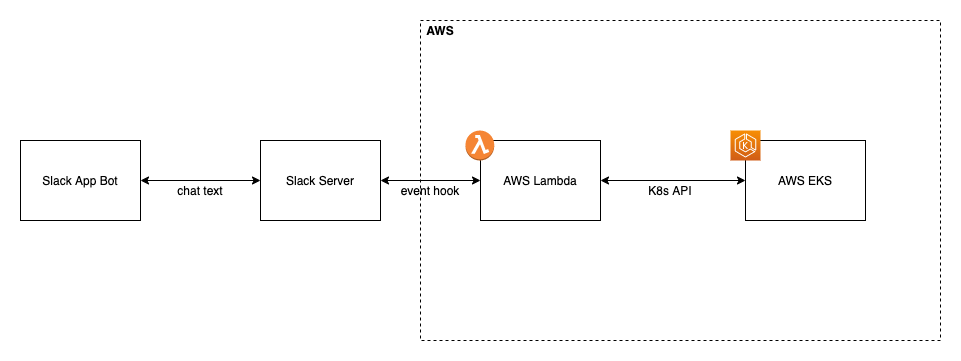 AWS
Slack App Bot
chat text
Slack Server
event hook
AWS Lambda
K8s API
K
AWS EKS